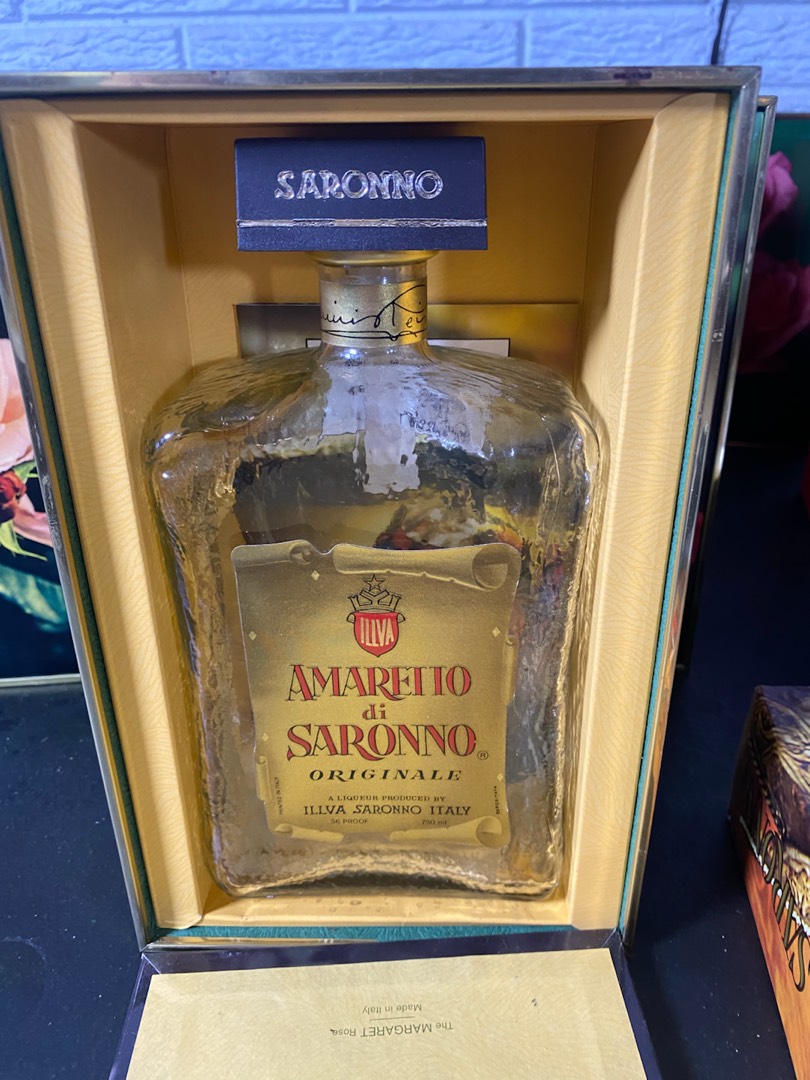 SARONNO
ILLVA
AMARETTO
di
SARONNO®
ORIGINALE
A LIQUEUR PRODUCED BY
ILLVA SARONNO ITALY
56 PROOF 750 ml
The MARGARET Rose
Made in Italy